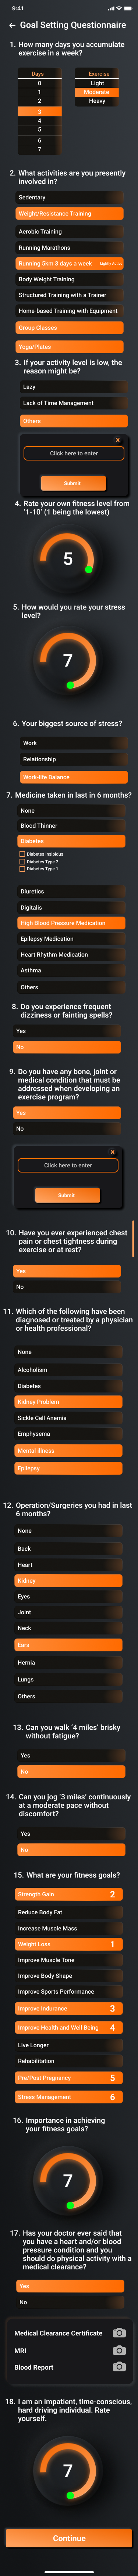 9:41
Goal Setting Questionnaire
1. How many days you accumulate
exercise in a week?
Days
0
1
2
3
4
5
6
7
Exercise
Light
Moderate
Heavy
2. What activities are you presently
involved in?
Sedentary
Weight/Resistance Training
Aerobic Training
Running Marathons
Running 5km 3 days a week
Lightly Active
Body Weight Training
Structured Training with a Trainer
Home-based Training with Equipment
Group Classes
Yoga/Plates
3. If your activity level is low, the
reason might be?
Lazy
Lack of Time Management
Others
Click here to enter
Submit
4. Rate your own fitness level from
‘1-10’ (1 being the lowest)
5
5. How would you rate your stress
level?
7
6. Your biggest source of stress?
Work
Relationship
Work-life Balance
7. Medicine taken in last in 6 months?
None
Blood Thinner
Diabetes
Diabetes Insipidus
Diabetes Type 2
Diabetes Type 1
Diuretics
Digitalis
High Blood Pressure Medication
Epilepsy Medication
Heart Rhythm Medication
Asthma
Others
8. Do you experience frequent
dizziness or fainting spells?
Yes
No
9. Do you have any bone, joint or
medical condition that must be
addressed when developing an
exercise program?
Yes
No
Click here to enter
Submit
10. Have you ever experienced chest
pain or chest tightness during
exercise or at rest?
Yes
No
11. Which of the following have been
diagnosed or treated by a physician
or health professional?
None
Alcoholism
Diabetes
Kidney Problem
Sickle Cell Anemia
Emphysema
Mental illness
Epilepsy
12. Operation/Surgeries you had in last
6 months?
None
Back
Heart
Kidney
Eyes
Joint
Neck
Ears
Hernia
Lungs
Others
13. Can you walk ‘4 miles’ brisky
without fatigue?
Yes
No
14. Can you jog ‘3 miles’ continuously
at a moderate pace without
discomfort?
Yes
No
15. What are your fitness goals?
Strength Gain 2
Reduce Body Fat
Increase Muscle Mass
Weight Loss 1
Improve Muscle Tone
Improve Body Shape
Improve Sports Performance
Improve Indurance 3
Improve Health and Well Being 4
Live Longer
Rehabilitation
Pre/Post Pregnancy 5
Stress Management 6
16. Importance in achieving
your fitness goals?
7
17. Has your doctor ever said that
you have a heart and/or blood
pressure condition and you
should do physical activity with a
medical clearance?
Yes
No
Medical Clearance Certificate
MRI
Blood Report
18. I am an impatient, time-conscious,
hard driving individual. Rate
yourself.
7
Continue